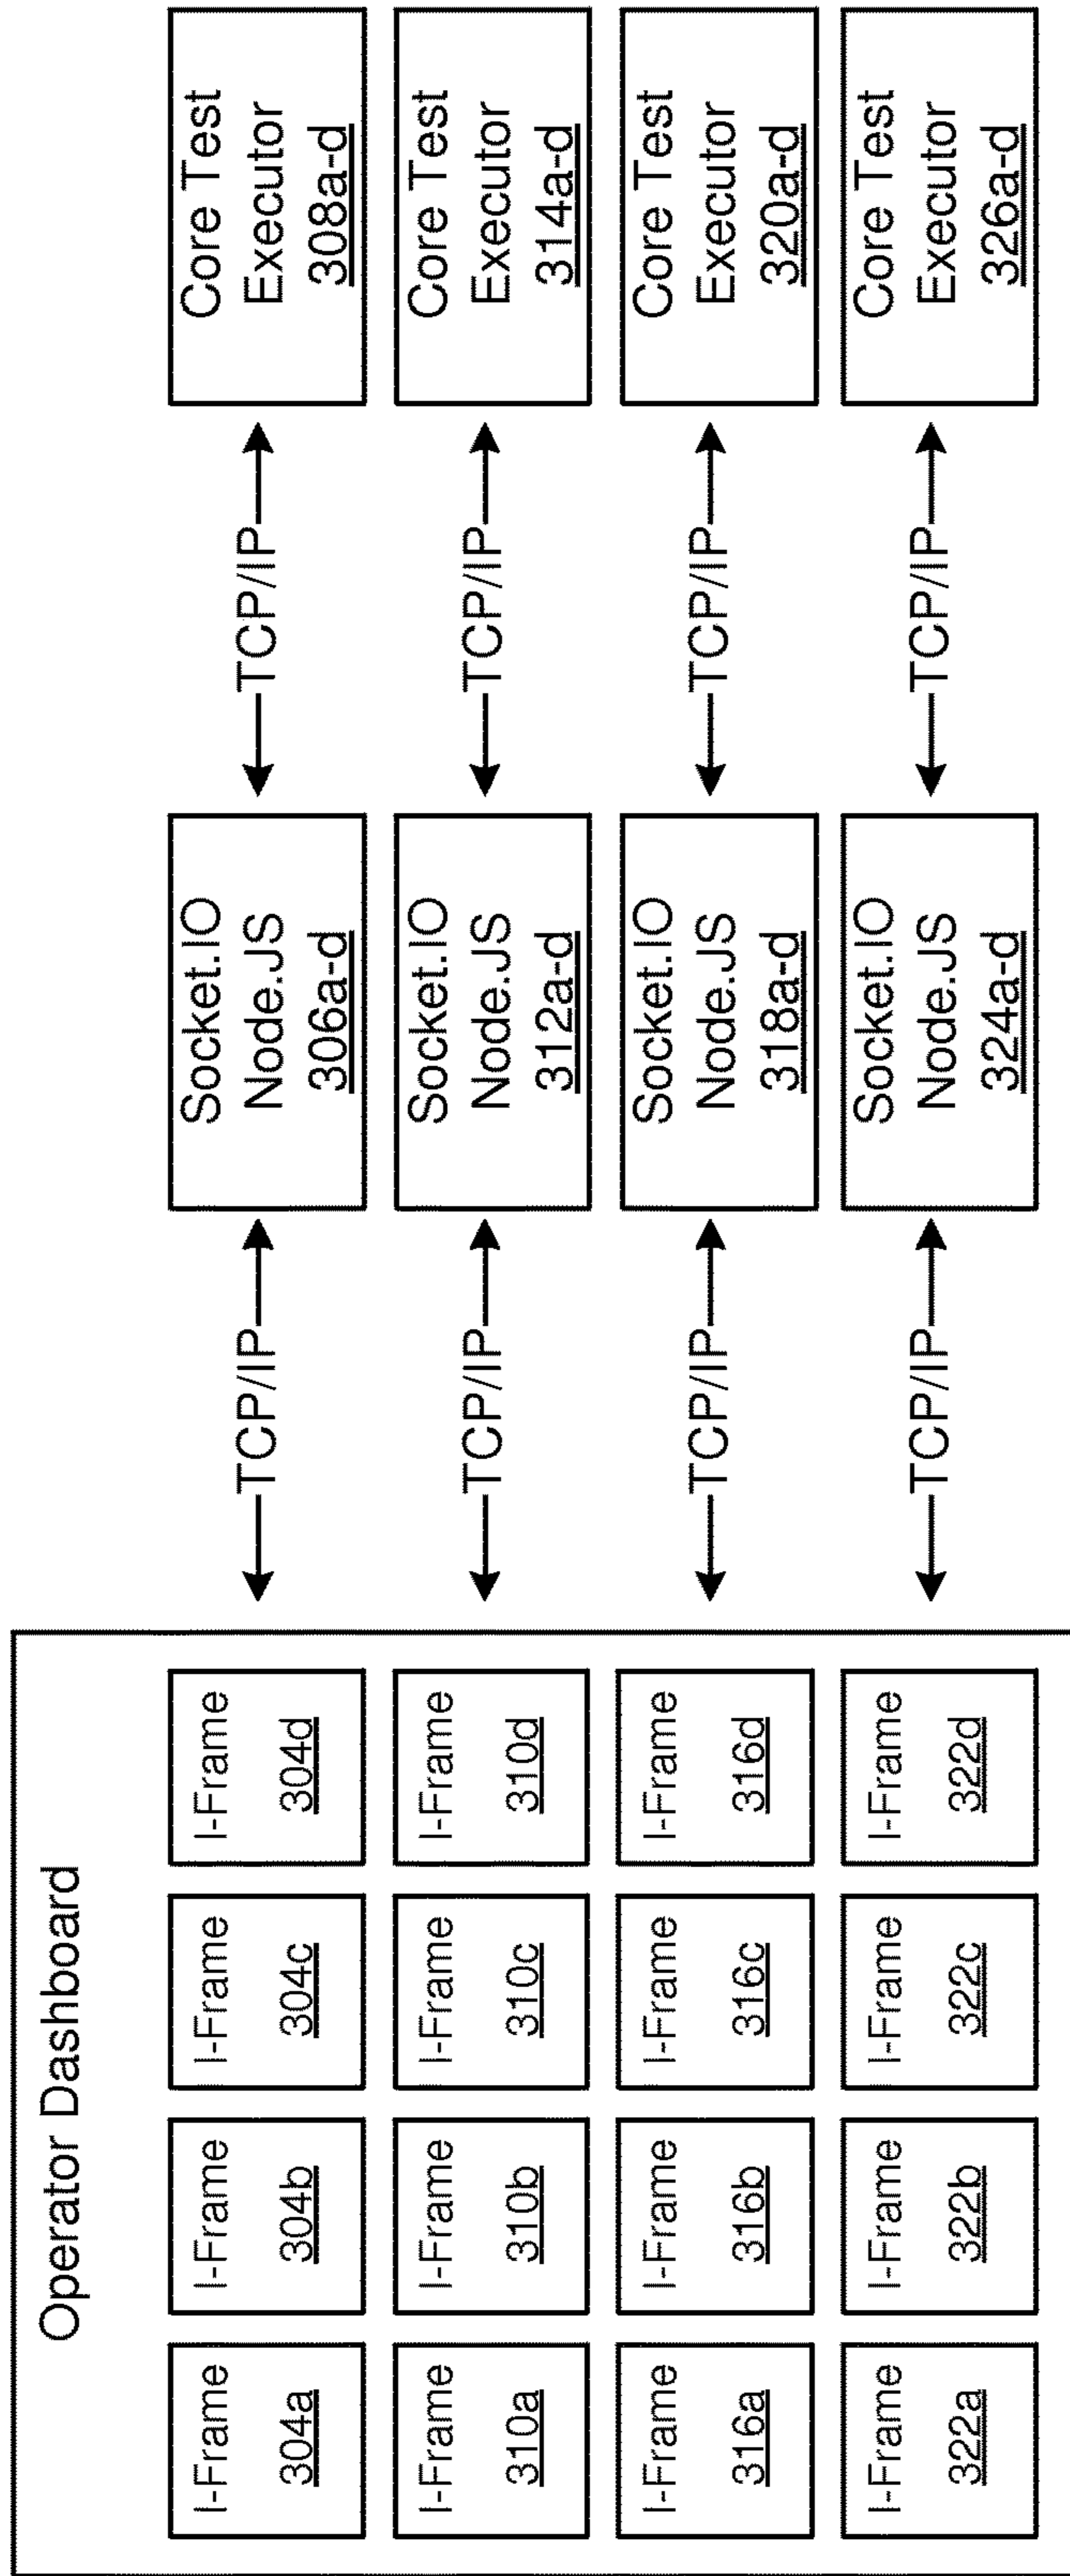 Operator Dashboard
I-Frame
304a
I-Frame
304b
I-Frame
304c
I-Frame
304d
TCP/IP
Socket.IO
Node.JS
306a-d
TCP/IP
Core Test
Executor
308a-d
I-Frame
310a
I-Frame
310b
I-Frame
310c
I-Frame
310d
TCP/IP
Socket.IO
Node.JS
312a-d
TCP/IP
Core Test
Executor
314a-d
I-Frame
316a
I-Frame
316b
I-Frame
316c
I-Frame
316d
TCP/IP
Socket.IO
Node.JS
318a-d
TCP/IP
Core Test
Executor
320a-d
I-Frame
322a
I-Frame
322b
I-Frame
322c
I-Frame
322d
TCP/IP
Socket.IO
Node.JS
324a-d
TCP/IP
Core Test
Executor
326a-d